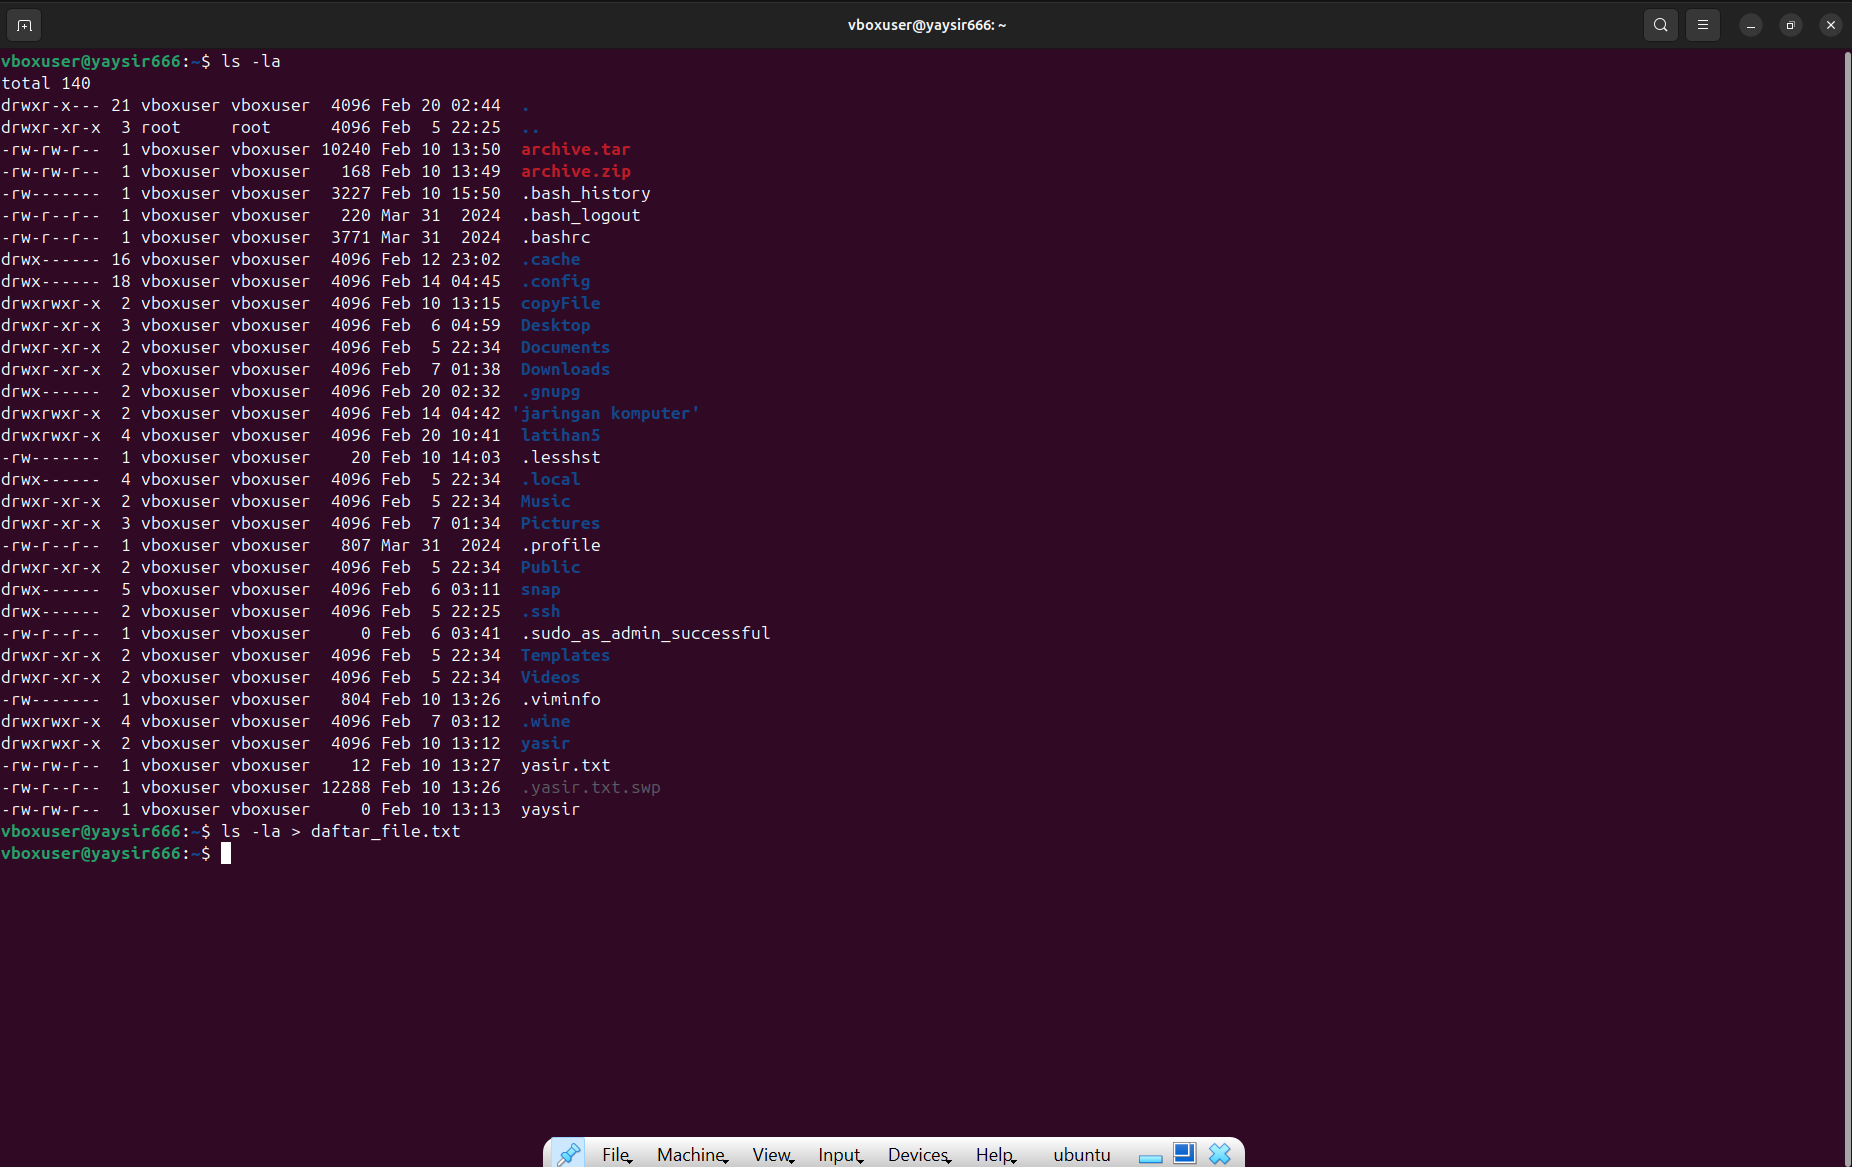 vboxuser@yaysir666: ~
vboxuser@yaysir666:~$ ls -la
total 140
drwxr-x--- 21 vboxuser vboxuser  4096 Feb 20 02:44  .
drwxr-xr-x  3 root     root      4096 Feb  5 22:25  ..
-rw-rw-r--  1 vboxuser vboxuser 10240 Feb 10 13:50  archive.tar
-rw-rw-r--  1 vboxuser vboxuser   168 Feb 10 13:49  archive.zip
-rw-------  1 vboxuser vboxuser  3227 Feb 10 15:50  .bash_history
-rw-r--r--  1 vboxuser vboxuser   220 Mar 31  2024  .bash_logout
-rw-r--r--  1 vboxuser vboxuser  3771 Mar 31  2024  .bashrc
drwx------ 16 vboxuser vboxuser  4096 Feb 12 23:02  .cache
drwx------ 18 vboxuser vboxuser  4096 Feb 14 04:45  .config
drwxrwxr-x  2 vboxuser vboxuser  4096 Feb 10 13:15  copyFile
drwxr-xr-x  3 vboxuser vboxuser  4096 Feb  6 04:59  Desktop
drwxr-xr-x  2 vboxuser vboxuser  4096 Feb  5 22:34  Documents
drwxr-xr-x  2 vboxuser vboxuser  4096 Feb  7 01:38  Downloads
drwx------  2 vboxuser vboxuser  4096 Feb 20 02:32  .gnupg
drwxrwxr-x  2 vboxuser vboxuser  4096 Feb 14 04:42 'jaringan komputer'
drwxrwxr-x  4 vboxuser vboxuser  4096 Feb 20 10:41  latihan5
-rw-------  1 vboxuser vboxuser    20 Feb 10 14:03  .lesshst
drwx------  4 vboxuser vboxuser  4096 Feb  5 22:34  .local
drwxr-xr-x  2 vboxuser vboxuser  4096 Feb  5 22:34  Music
drwxr-xr-x  3 vboxuser vboxuser  4096 Feb  7 01:34  Pictures
-rw-r--r--  1 vboxuser vboxuser   807 Mar 31  2024  .profile
drwxr-xr-x  2 vboxuser vboxuser  4096 Feb  5 22:34  Public
drwx------  5 vboxuser vboxuser  4096 Feb  6 03:11  snap
drwx------  2 vboxuser vboxuser  4096 Feb  5 22:25  .ssh
-rw-r--r--  1 vboxuser vboxuser     0 Feb  6 03:41  .sudo_as_admin_successful
drwxr-xr-x  2 vboxuser vboxuser  4096 Feb  5 22:34  Templates
drwxr-xr-x  2 vboxuser vboxuser  4096 Feb  5 22:34  Videos
-rw-------  1 vboxuser vboxuser   804 Feb 10 13:26  .viminfo
drwxrwxr-x  4 vboxuser vboxuser  4096 Feb  7 03:12  .wine
drwxrwxr-x  2 vboxuser vboxuser  4096 Feb 10 13:12  yasir
-rw-rw-r--  1 vboxuser vboxuser    12 Feb 10 13:27  yasir.txt
-rw-r--r--  1 vboxuser vboxuser 12288 Feb 10 13:26  .yasir.txt.swp
-rw-rw-r--  1 vboxuser vboxuser     0 Feb 10 13:13  yaysir
vboxuser@yaysir666:~$ ls -la > daftar_file.txt
vboxuser@yaysir666:~$
File Machine View Input Devices Help ubuntu